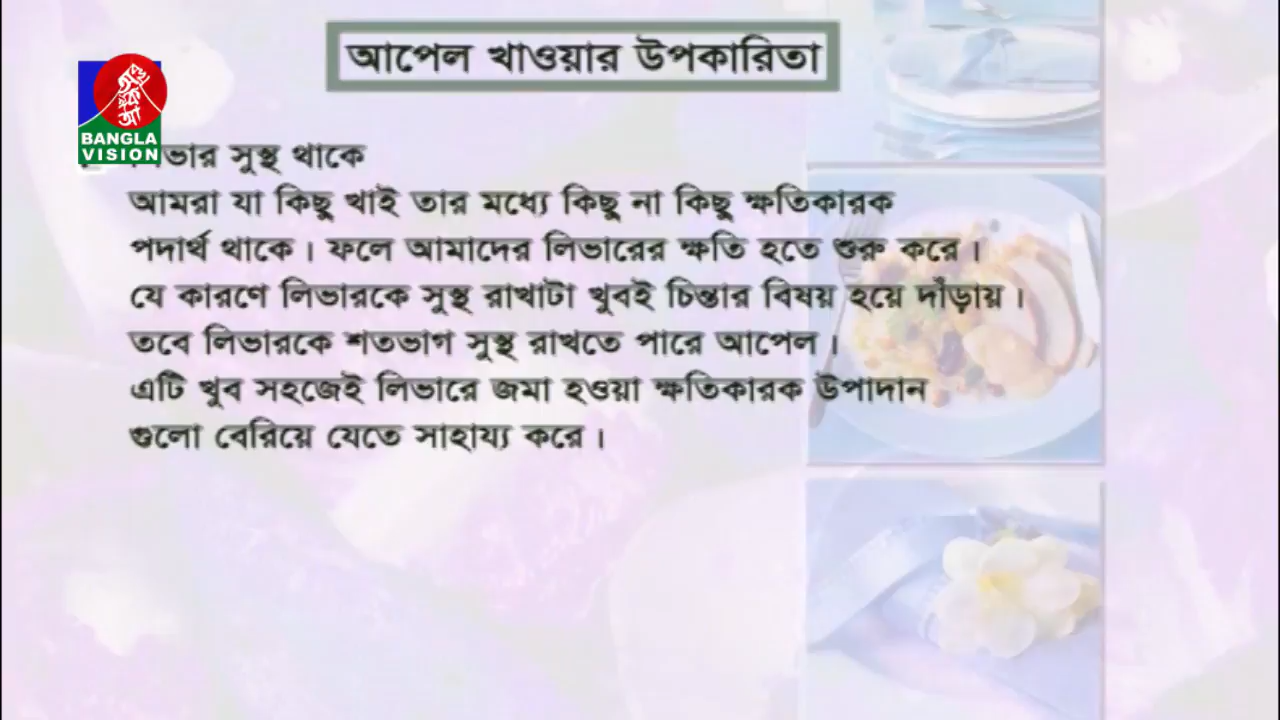 আপেল খাওয়ার উপকারিতা
BANGLA
VISION
সুস্থ থাকে
আমরা যা কিছু খাই তার মধ্যে কিছু না কিছু ক্ষতিকারক
পদার্থ থাকে। ফলে আমাদের লিভারের ক্ষতি হতে শুরু করে।
যে কারণে লিভারকে সুস্থ রাখাটা খুবই চিন্তার বিষয় হয়ে দাঁড়ায়।
তবে লিভারকে শতভাগ সুস্থ রাখতে পারে আপেল।
এটি খুব সহজেই লিভারে জমা হওয়া ক্ষতিকারক উপাদান
গুলো বেরিয়ে যেতে সাহায্য করে।